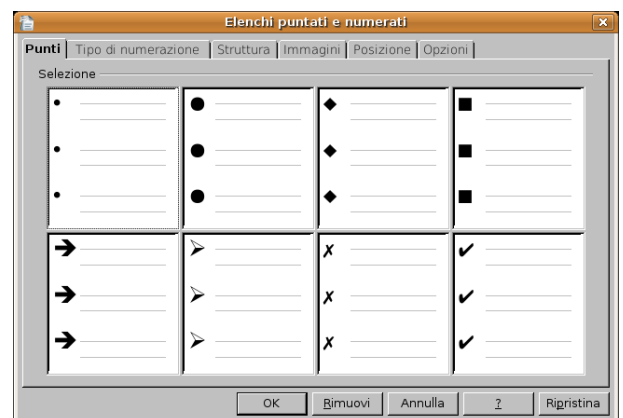 Elenchi puntati e numerati
Punti Tipo di numerazione Struttura Immagini Posizione Opzioni
Selezione
OK Rimuovi Annulla ? Ripristina